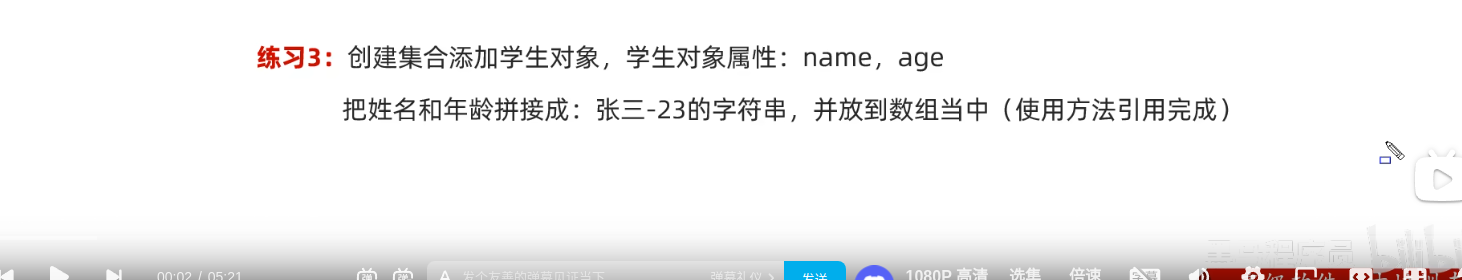 练习3：创建集合添加学生对象，学生对象属性：name，age
把姓名和年龄拼接成：张三-23的字符串，并放到数组当中（使用方法引用完成）
00:02 / 05:21
发个友善的弹幕见证当下
弹幕礼仪
发送
1080P 高清
选集
倍速